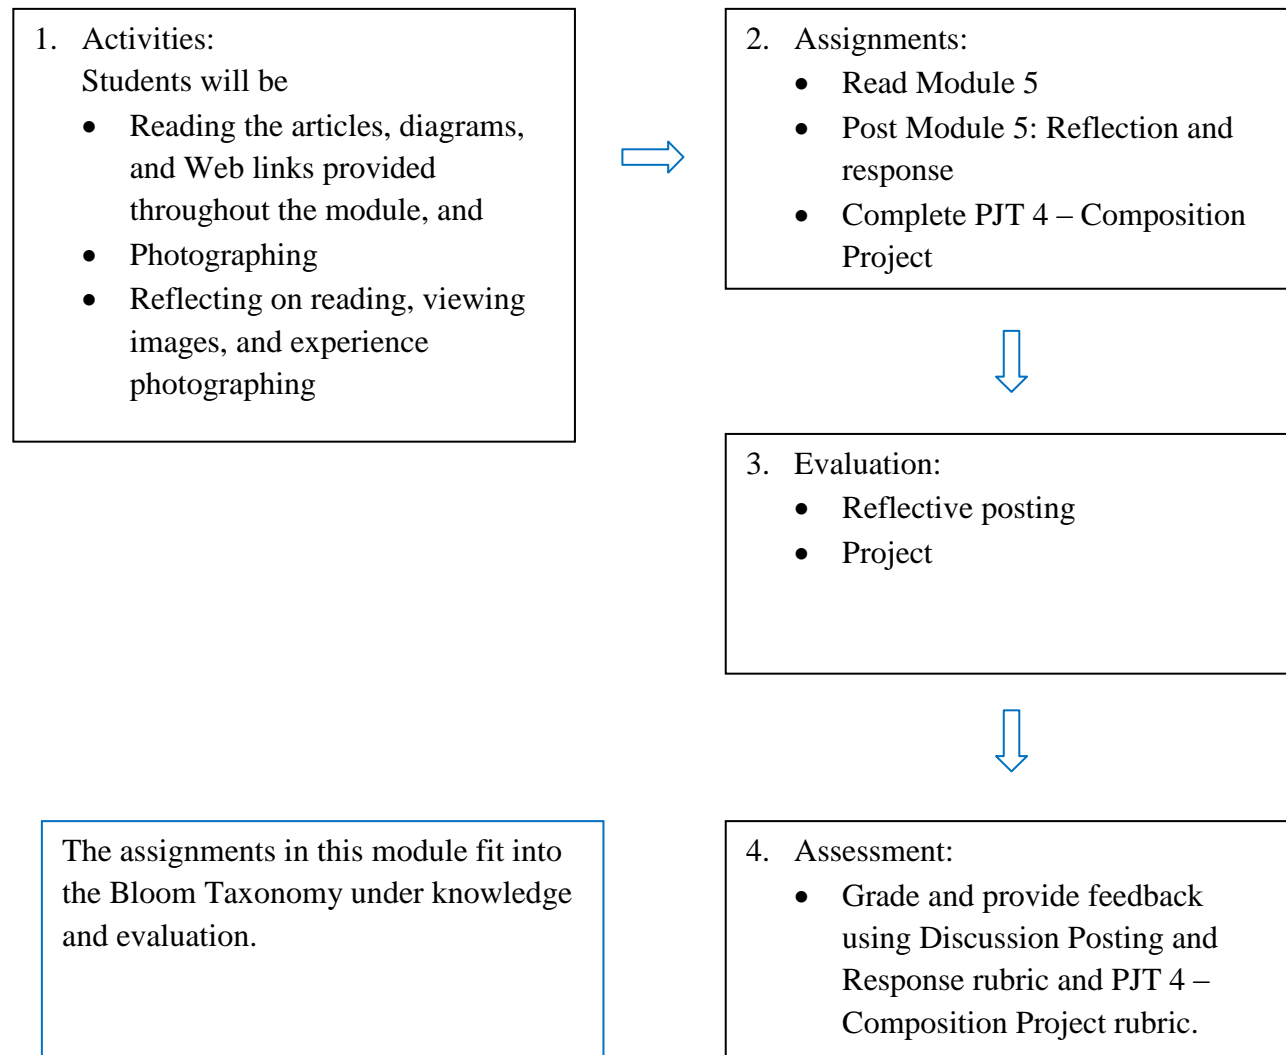 1. Activities:
Students will be
• Reading the articles, diagrams,
and Web links provided
throughout the module, and
• Photographing
• Reflecting on reading, viewing
images, and experience
photographing
2. Assignments:
• Read Module 5
• Post Module 5: Reflection and
response
• Complete PJT 4 – Composition
Project
3. Evaluation:
• Reflective posting
• Project
4. Assessment:
• Grade and provide feedback
using Discussion Posting and
Response rubric and PJT 4 –
Composition Project rubric.
The assignments in this module fit into
the Bloom Taxonomy under knowledge
and evaluation.